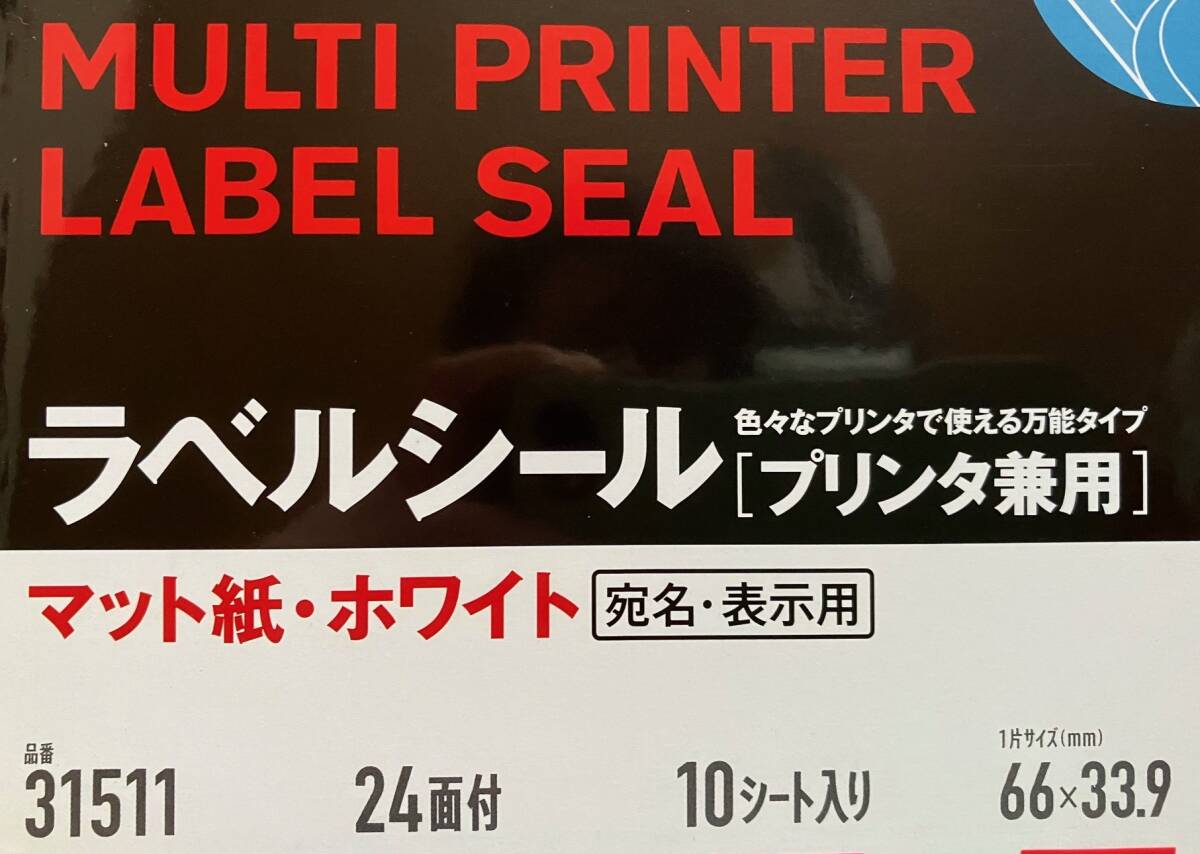 MULTI PRINTER
LABEL SEAL
色々なプリンタで使える万能タイプ
ラベルシール[プリンタ兼用]
マット紙・ホワイト 宛名・表示用
品番 1片サイズ(mm)
31511 24面付 10シート入り 66×33.9